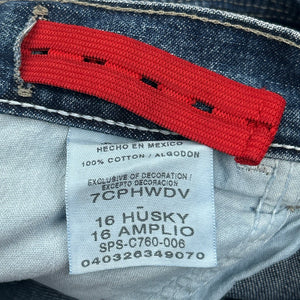 HECHO EN MEXICO
100% COTTON / ALGODON
EXCLUSIVE OF DECORATION /
EXCEPTO DECORACION
7CPHWDV
-
16 HUSKY
16 AMPLIO
SPS-C760-006
040326349070